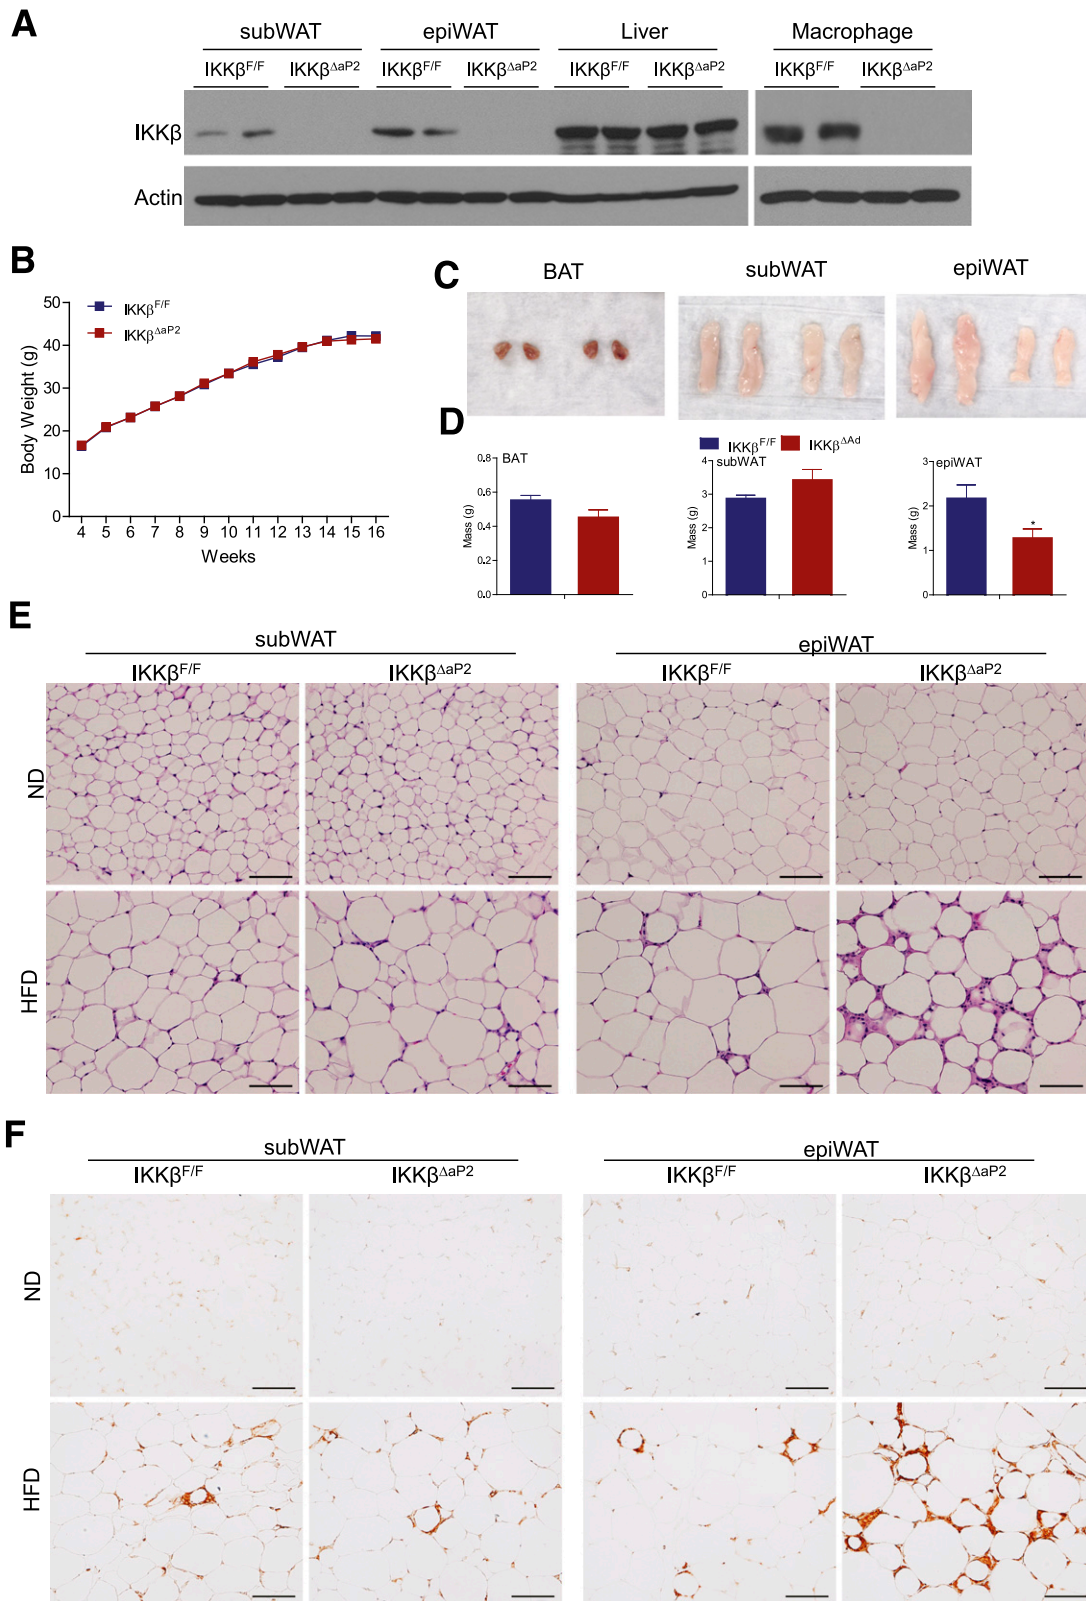 A
subWAT epiWAT Liver Macrophage
IKKβF/F IKKβΔaP2 IKKβF/F IKKβΔaP2 IKKβF/F IKKβΔaP2 IKKβF/F IKKβΔaP2
IKKβ
Actin
B
Body Weight (g)
50
40
30
20
10
0
IKKβF/F
IKKβΔaP2
4 5 6 7 8 9 10 11 12 13 14 15 16
Weeks
C
BAT subWAT epiWAT
D
IKKβF/F IKKβΔAd
BAT
Mass (g)
0.8
0.6
0.4
0.2
0.0
subWAT
Mass (g)
4
3
2
1
0
epiWAT
Mass (g)
3
2
1
0
*
E
subWAT epiWAT
IKKβF/F IKKβΔaP2 IKKβF/F IKKβΔaP2
ND
HFD
F
subWAT epiWAT
IKKβF/F IKKβΔaP2 IKKβF/F IKKβΔaP2
ND
HFD